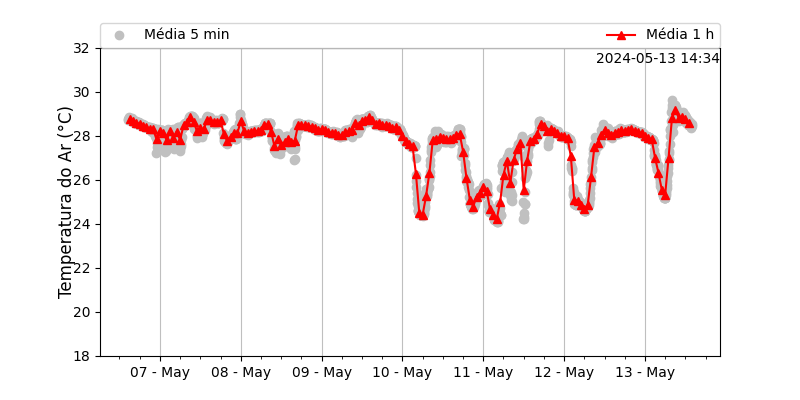 Média 5 min
Média 1 h
2024-05-13 14:34
Temperatura do Ar (°C)
32
30
28
26
24
22
20
18
07 - May
08 - May
09 - May
10 - May
11 - May
12 - May
13 - May